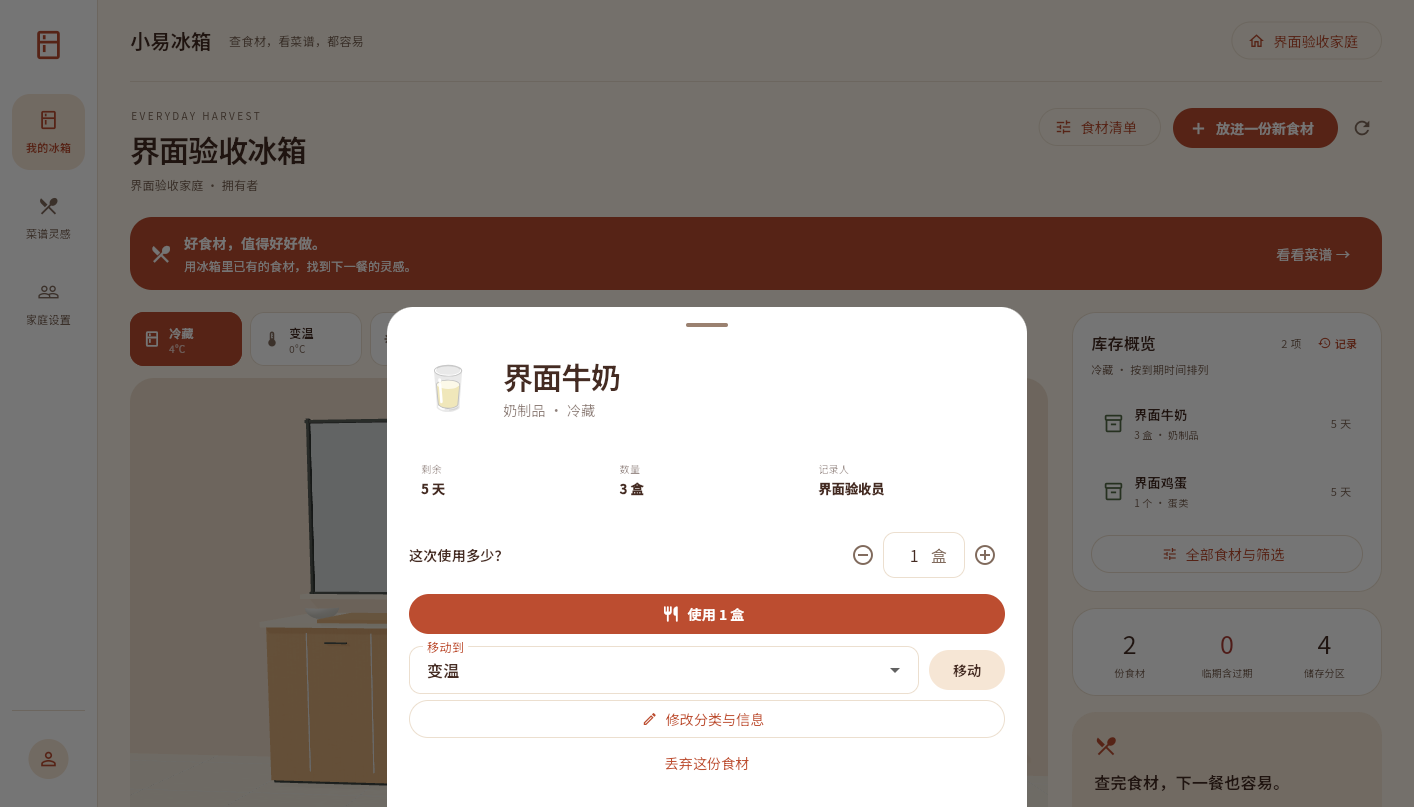 小易冰箱
查食材，看菜谱，都容易
界面验收家庭
我的冰箱
菜谱灵感
家庭设置
EVERYDAY HARVEST
界面验收冰箱
界面验收家庭 · 拥有者
食材清单
放进一份新食材
好食材，值得好好做。
用冰箱里已有的食材，找到下一餐的灵感。
看看菜谱 →
冷藏
4°C
变温
0°C
界面牛奶
奶制品 · 冷藏
剩余
5 天
数量
3 盒
记录人
界面验收员
这次使用多少？
1 盒
使用 1 盒
移动到
变温
移动
修改分类与信息
丢弃这份食材
库存概览
2 项
记录
冷藏 · 按到期时间排列
界面牛奶
3 盒 · 奶制品
5 天
界面鸡蛋
1 个 · 蛋类
5 天
全部食材与筛选
2
份食材
0
临期含过期
4
储存分区
查完食材，下一餐也容易。